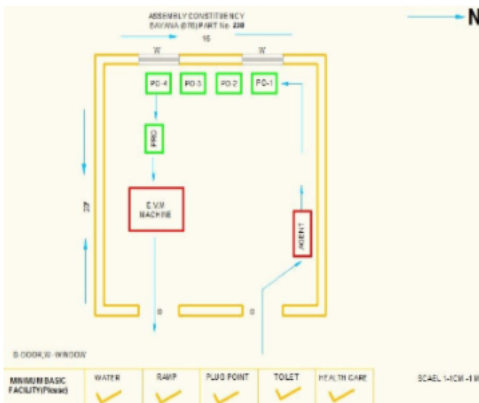 ASSEMBLY CONSTITUENCY
N
16
W
W
PO-4
PO-3
PO-2
PO-1
PRO
E.V.M
MACHINE
AGENT
D
D
D-DOOR,W-WINDOW
MINIMUM BASIC
FACILITY(Please)
WATER
RAMP
PLUG POINT
TOILET
HEALTH CARE